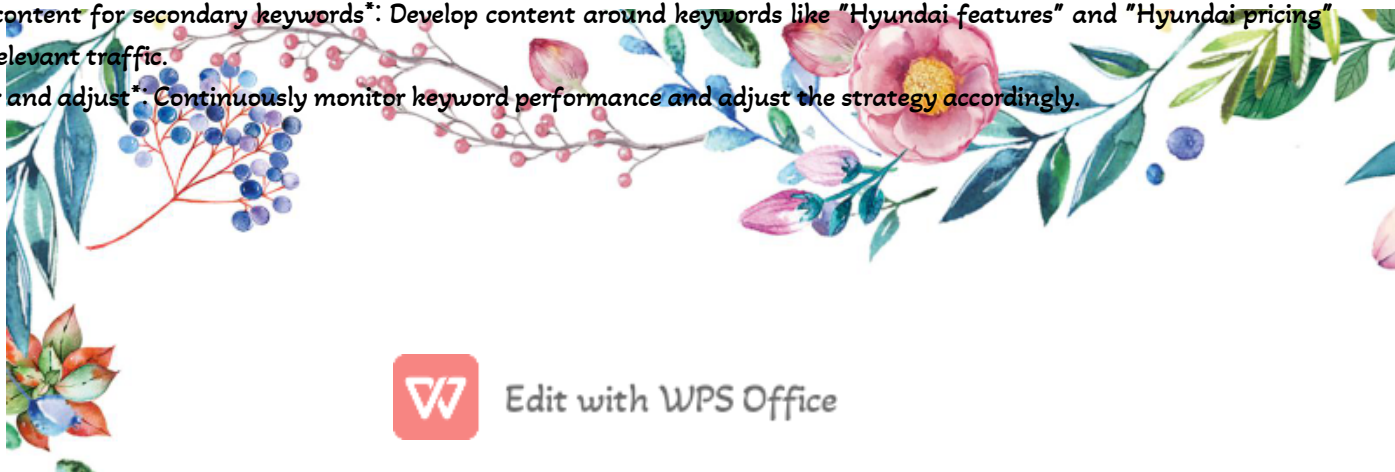 content for secondary keywords*: Develop content around keywords like "Hyundai features" and "Hyundai pricing"
elevant traffic.
and adjust*: Continuously monitor keyword performance and adjust the strategy accordingly.
Edit with WPS Office